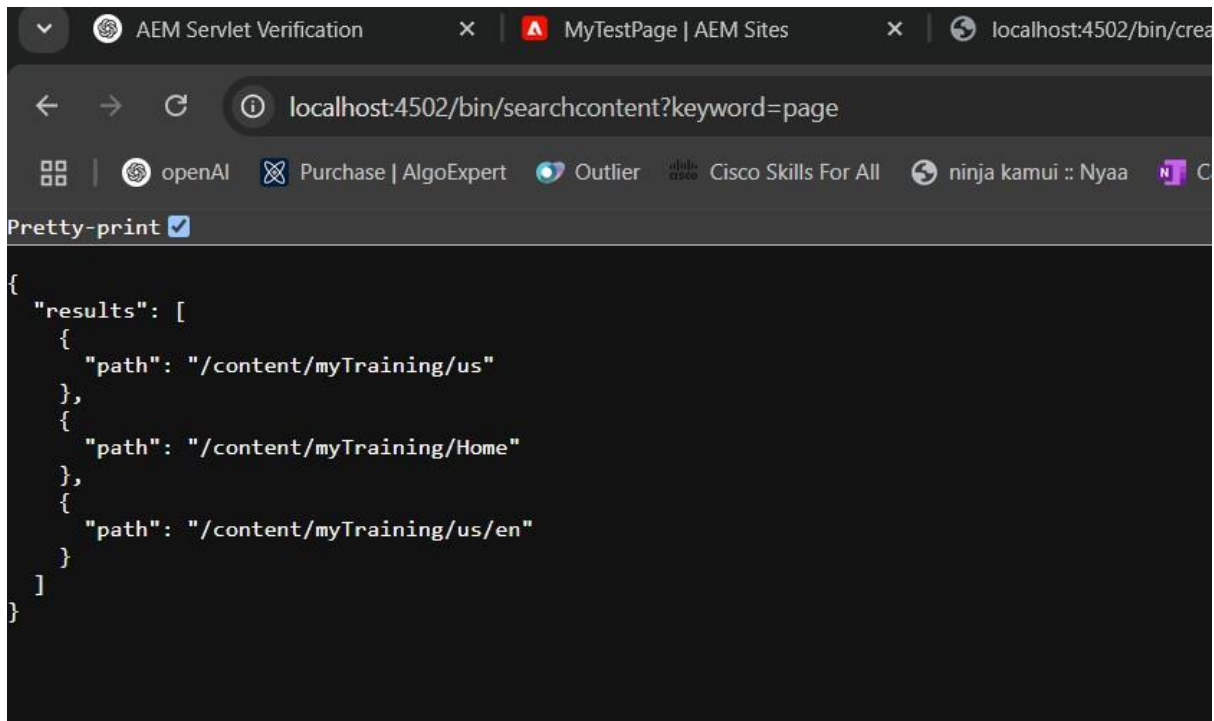 AEM Servlet Verification
MyTestPage | AEM Sites
localhost:4502/bin/crea
localhost:4502/bin/searchcontent?keyword=page
openAI
Purchase | AlgoExpert
Outlier
cisco
Cisco Skills For All
ninja kamui :: Nyaa
N
C
Pretty-print
{
"results": [
{
"path": "/content/myTraining/us"
},
{
"path": "/content/myTraining/Home"
},
{
"path": "/content/myTraining/us/en"
}
]
}